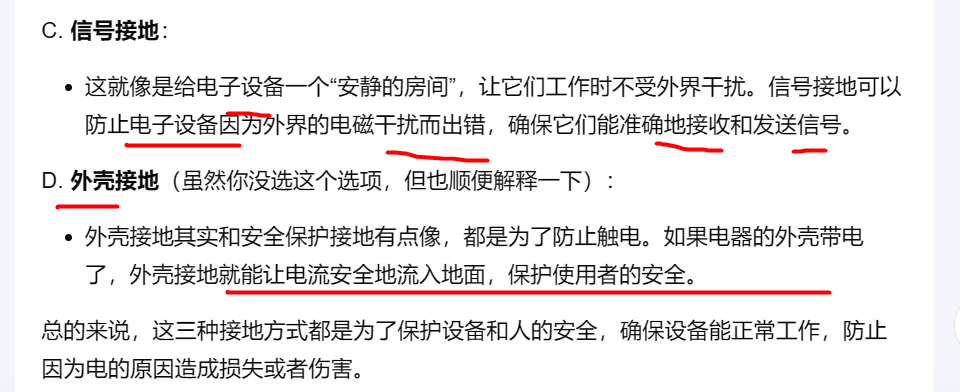 C. 信号接地：
• 这就像是给电子设备一个“安静的房间”，让它们工作时不受外界干扰。信号接地可以
防止电子设备因为外界的电磁干扰而出错，确保它们能准确地接收和发送信号。
D. 外壳接地（虽然你没选这个选项，但也顺便解释一下）：
• 外壳接地其实和安全保护接地有点像，都是为了防止触电。如果电器的外壳带电
了，外壳接地就能让电流安全地流入地面，保护使用者的安全。
总的来说，这三种接地方式都是为了保护设备和人的安全，确保设备能正常工作，防止
因为电的原因造成损失或者伤害。